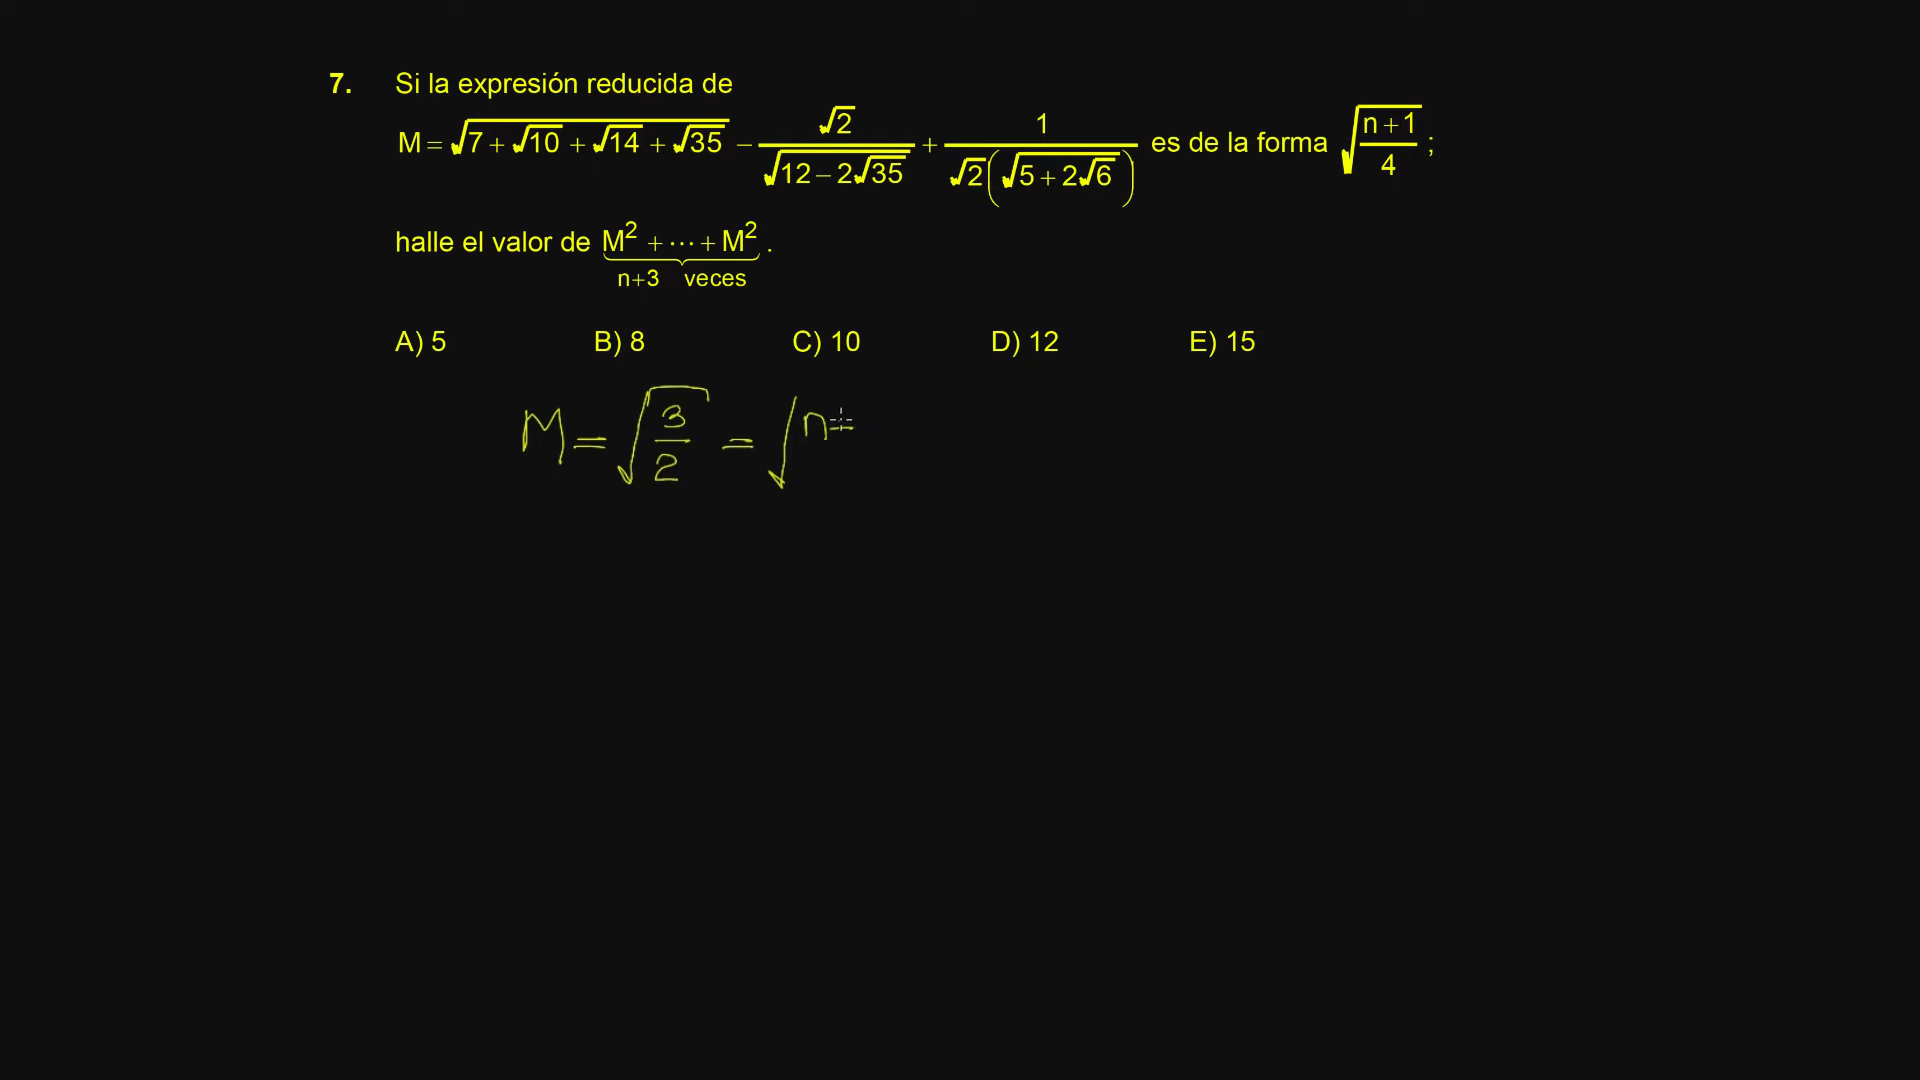 7. Si la expresión reducida de
M = √(7 + √10 + √14 + √35) − √2/√(12 − 2√35) + 1/(√2(√(5 + 2√6))) es de la forma √((n+1)/4) ;
halle el valor de M² + ⋯ + M² .
n+3 veces
A) 5 B) 8 C) 10 D) 12 E) 15
M = √(3/2) = √(n+